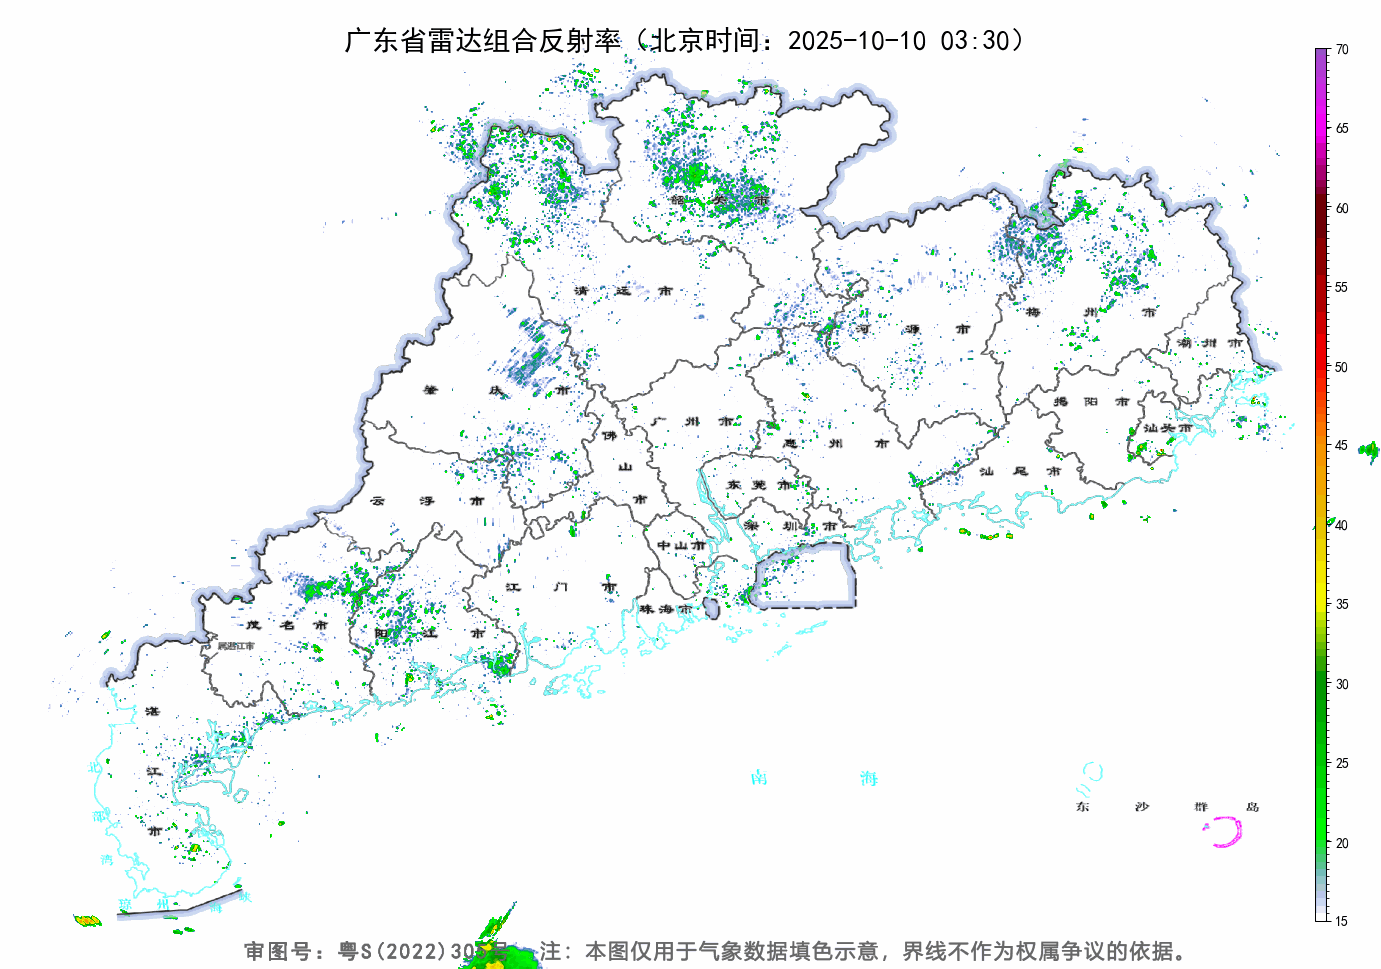 广东省雷达组合反射率（北京时间：2025-10-10 03:30）
70
65
60
55
50
45
40
35
30
25
20
15
韶关市
清远市
河源市
梅州市
潮州市
肇庆市
广州市
佛山市
惠州市
揭阳市
汕头市
汕尾市
云浮市
东莞市
深圳市
中山市
江门市
珠海市
茂名市
阳江市
属湛江市
湛江市
北部湾
琼州海峡
南海
东沙群岛
审图号：粤S(2022)30 号 注：本图仅用于气象数据填色示意，界线不作为权属争议的依据。